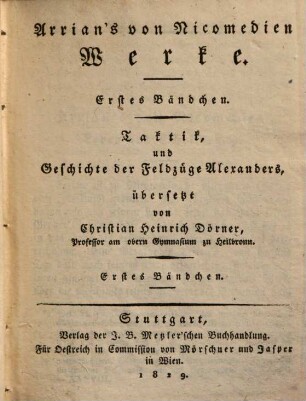 Arrian's von Nicomedien
Werke.
Erstes Bändchen.
Taktik,
und
Geschichte der Feldzüge Alexanders,
übersetzt
von
Christian Heinrich Dörner,
Professor am obern Gymnasium zu Heilbronn.
Erstes Bändchen.
Stuttgart,
Verlag der J. B. Metzler'schen Buchhandlung.
Für Oestreich in Commission von Mörschner und Jasper
in Wien.
1829.